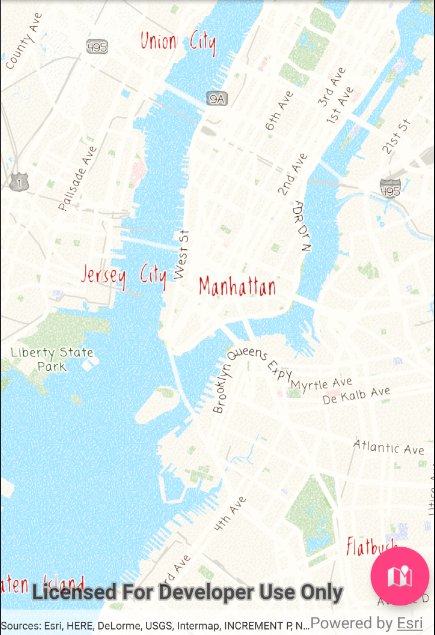 County Ave
495
Union City
9A
6th Ave
3rd Ave
1st Ave
21st St
Palisade Ave
2nd Ave
1
495
FDR Dr N
West St
Jersey City
Manhattan
Liberty State
Park
Brooklyn Queens Expy
Myrtle Ave
De Kalb Ave
Atlantic Ave
4th Ave
Flatbush
Licensed For Developer Use Only
Sources: Esri, HERE, DeLorme, USGS, Intermap, INCREMENT P, N...
Powered by Esri